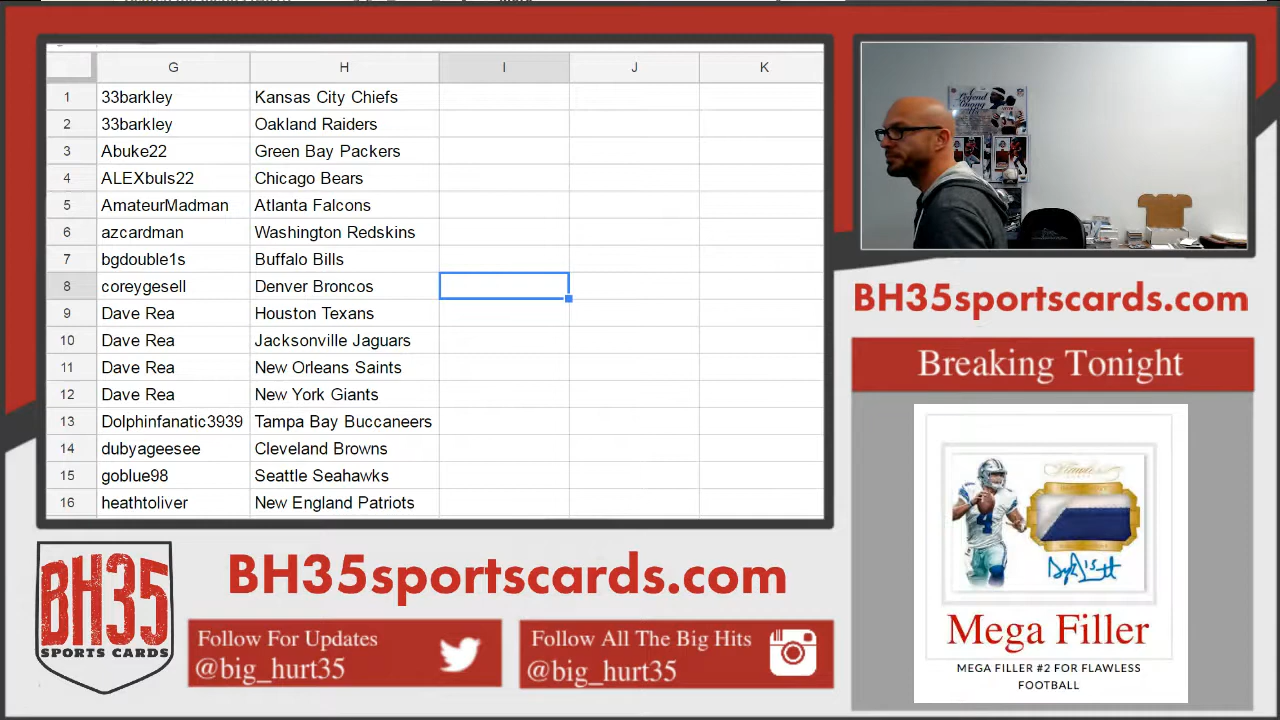 G H I J K
1 33barkley Kansas City Chiefs
2 33barkley Oakland Raiders
3 Abuke22 Green Bay Packers
4 ALEXbuls22 Chicago Bears
5 AmateurMadman Atlanta Falcons
6 azcardman Washington Redskins
7 bgdouble1s Buffalo Bills
8 coreygesell Denver Broncos
9 Dave Rea Houston Texans
10 Dave Rea Jacksonville Jaguars
11 Dave Rea New Orleans Saints
12 Dave Rea New York Giants
13 Dolphinfanatic3939 Tampa Bay Buccaneers
14 dubyageesee Cleveland Browns
15 goblue98 Seattle Seahawks
16 heathtoliver New England Patriots
Legend
BH35sportscards.com
Breaking Tonight
Flawless
4
Mega Filler
MEGA FILLER #2 FOR FLAWLESS
FOOTBALL
BH35
SPORTS CARDS
BH35sportscards.com
Follow For Updates
@big_hurt35
Follow All The Big Hits
@big_hurt35